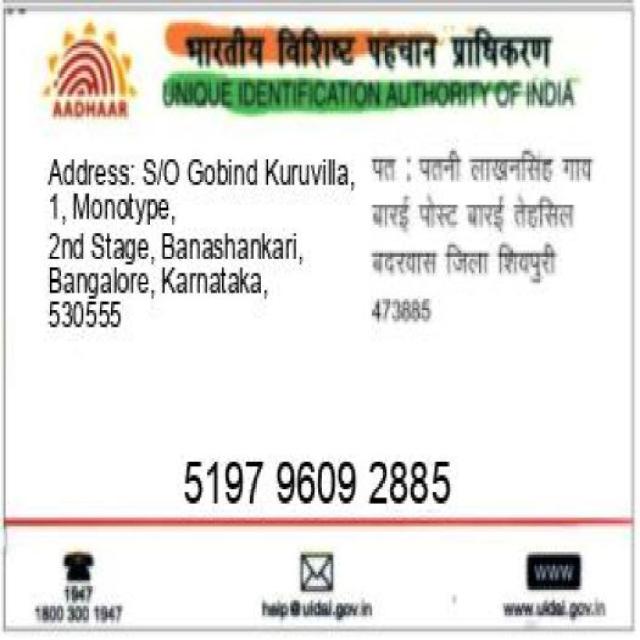 भारतीय विशिष्ट पहचान प्राधिकरण
UNIQUE IDENTIFICATION AUTHORITY OF INDIA
AADHAAR
Address: S/O Gobind Kuruvilla,
1, Monotype,
2nd Stage, Banashankari,
Bangalore, Karnataka,
530555
पत : पतनी लाखनसिंह गाय
बारई पोस्ट बारई तेहसिल
बदरवास जिला शिवपुरी
473885
5197 9609 2885
1947
1800 300 1947
help@uidai.gov.in
WWW
www.uidai.gov.in